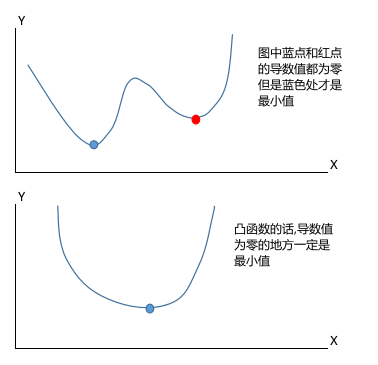 Y
图中蓝点和红点
的导数值都为零
但是蓝色处才是
最小值
X
Y
凸函数的话,导数值
为零的地方一定是
最小值
X